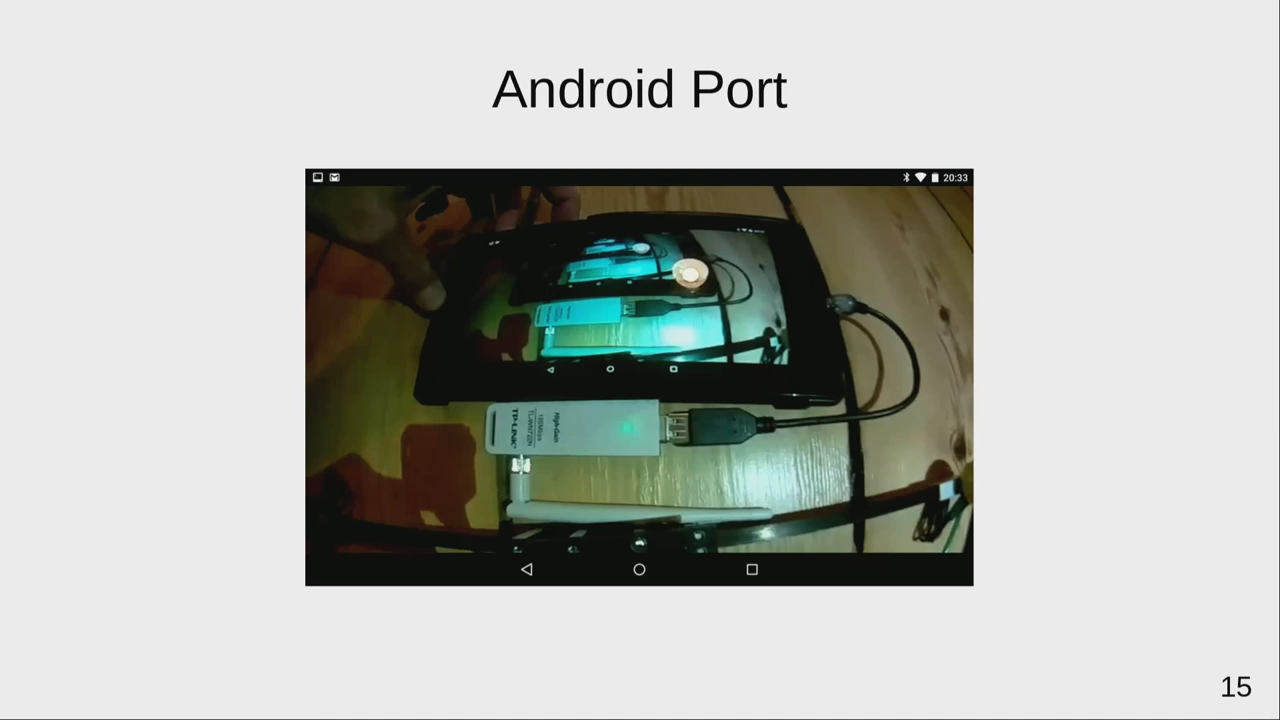 Android Port
20:33
High-Gain
150Mbps
TL-WN722N
TP-LINK
15